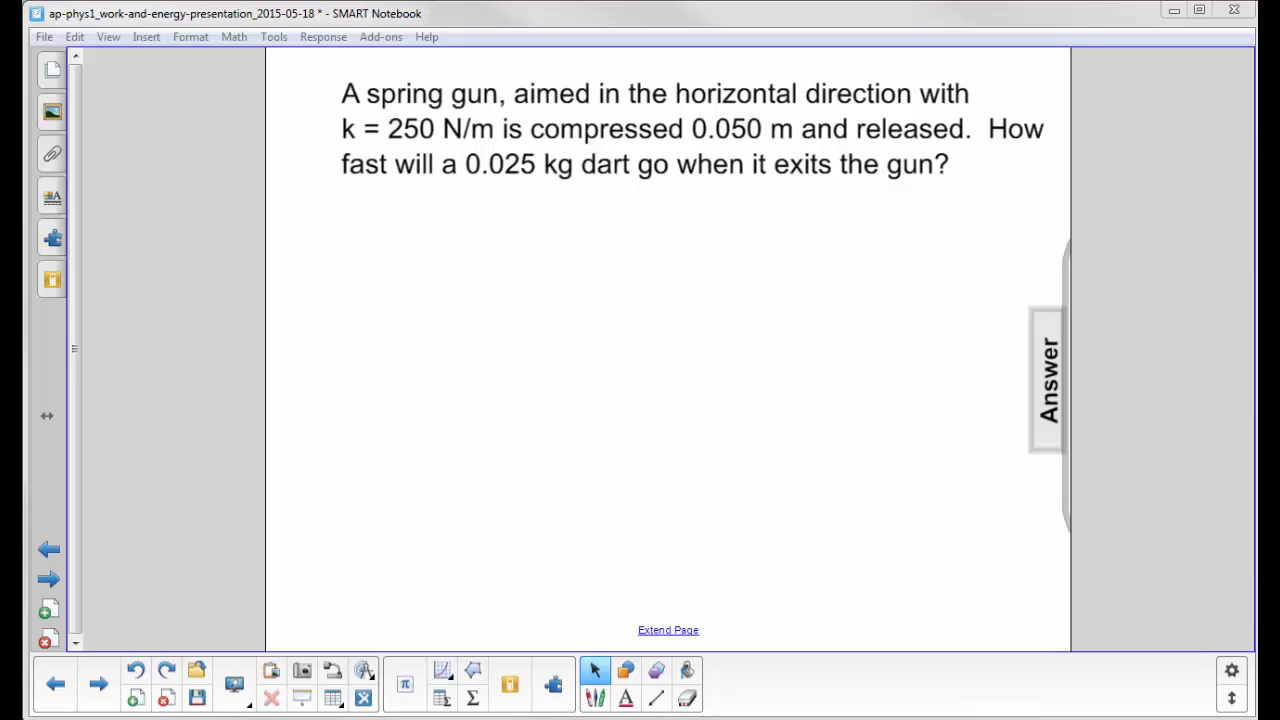 ap-phys1_work-and-energy-presentation_2015-05-18 * - SMART Notebook
File Edit View Insert Format Math Tools Response Add-ons Help
A spring gun, aimed in the horizontal direction with
k = 250 N/m is compressed 0.050 m and released. How
fast will a 0.025 kg dart go when it exits the gun?
Answer
Extend Page